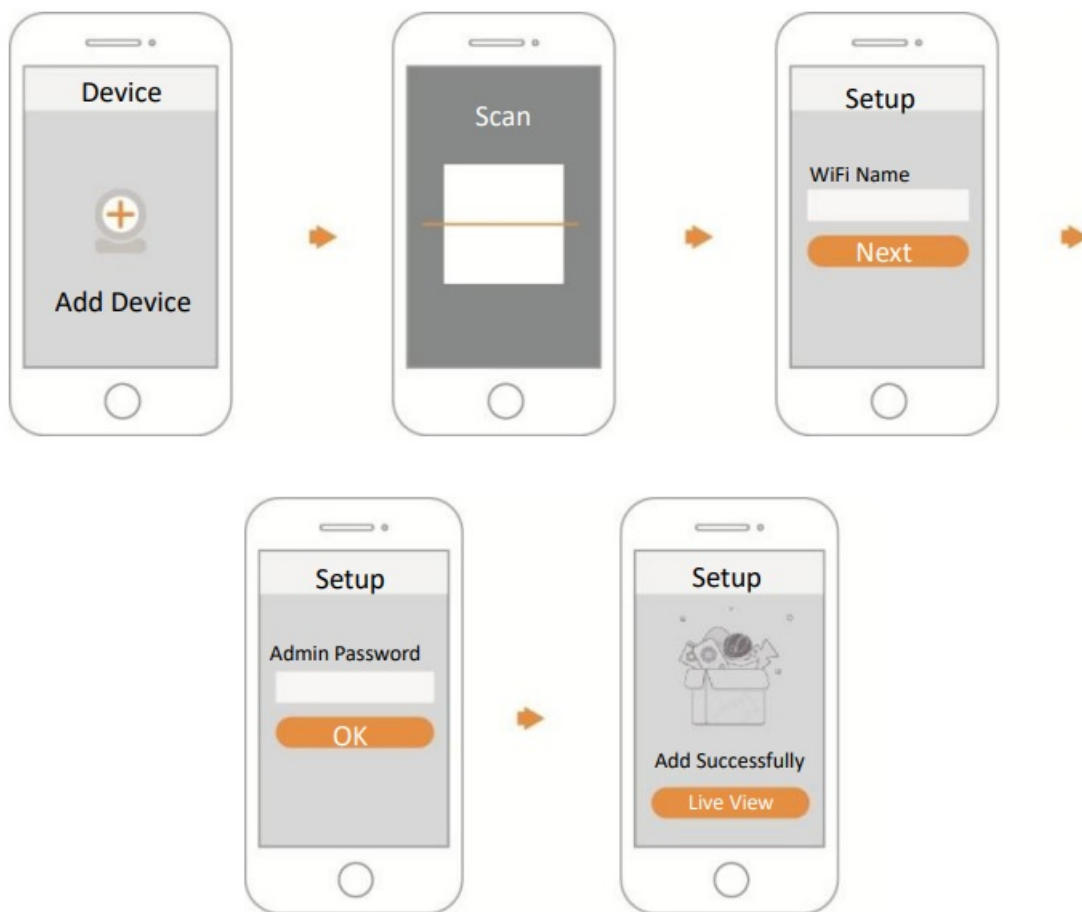 Device
Add Device
Scan
Setup
WiFi Name
Next
Setup
Admin Password
OK
Setup
Add Successfully
Live View